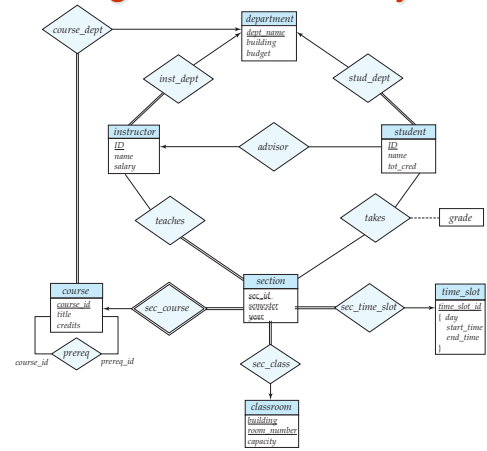 department
dept_name
building
budget
course_dept
inst_dept
stud_dept
instructor
ID
name
salary
advisor
student
ID
name
tot_cred
teaches
takes
grade
course
course_id
title
credits
sec_course
section
sec_id
semester
year
sec_time_slot
time_slot
time_slot_id
{ day
start_time
end_time
}
prereq
course_id
prereq_id
sec_class
classroom
building
room_number
capacity